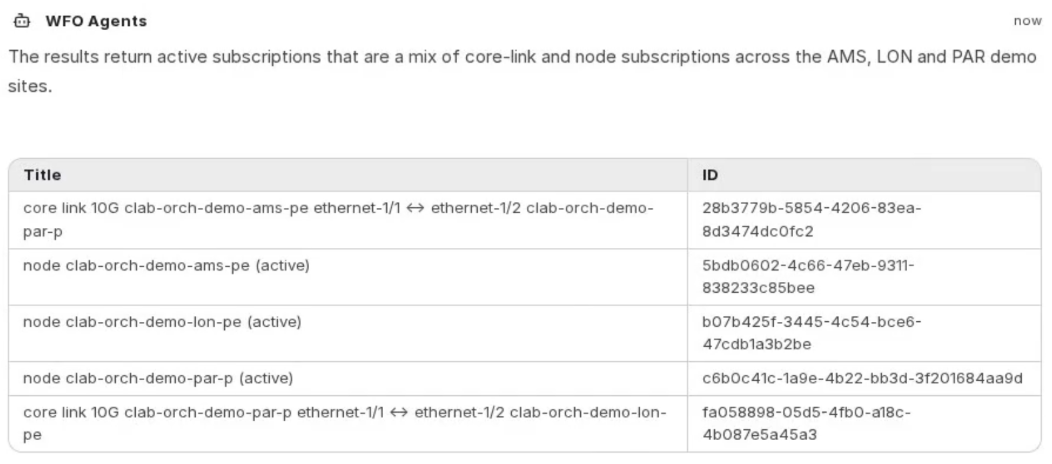 WFO Agents now
The results return active subscriptions that are a mix of core-link and node subscriptions across the AMS, LON and PAR demo
sites.
Title ID
core link 10G clab-orch-demo-ams-pe ethernet-1/1 <-> ethernet-1/2 clab-orch-demo- 28b3779b-5854-4206-83ea-
par-p 8d3474dc0fc2
node clab-orch-demo-ams-pe (active) 5bdb0602-4c66-47eb-9311-
838233c85bee
node clab-orch-demo-lon-pe (active) b07b425f-3445-4c54-bce6-
47cdb1a3b2be
node clab-orch-demo-par-p (active) c6b0c41c-1a9e-4b22-bb3d-3f201684aa9d
core link 10G clab-orch-demo-par-p ethernet-1/1 <-> ethernet-1/2 clab-orch-demo-lon- fa058898-05d5-4fb0-a18c-
pe 4b087e5a45a3